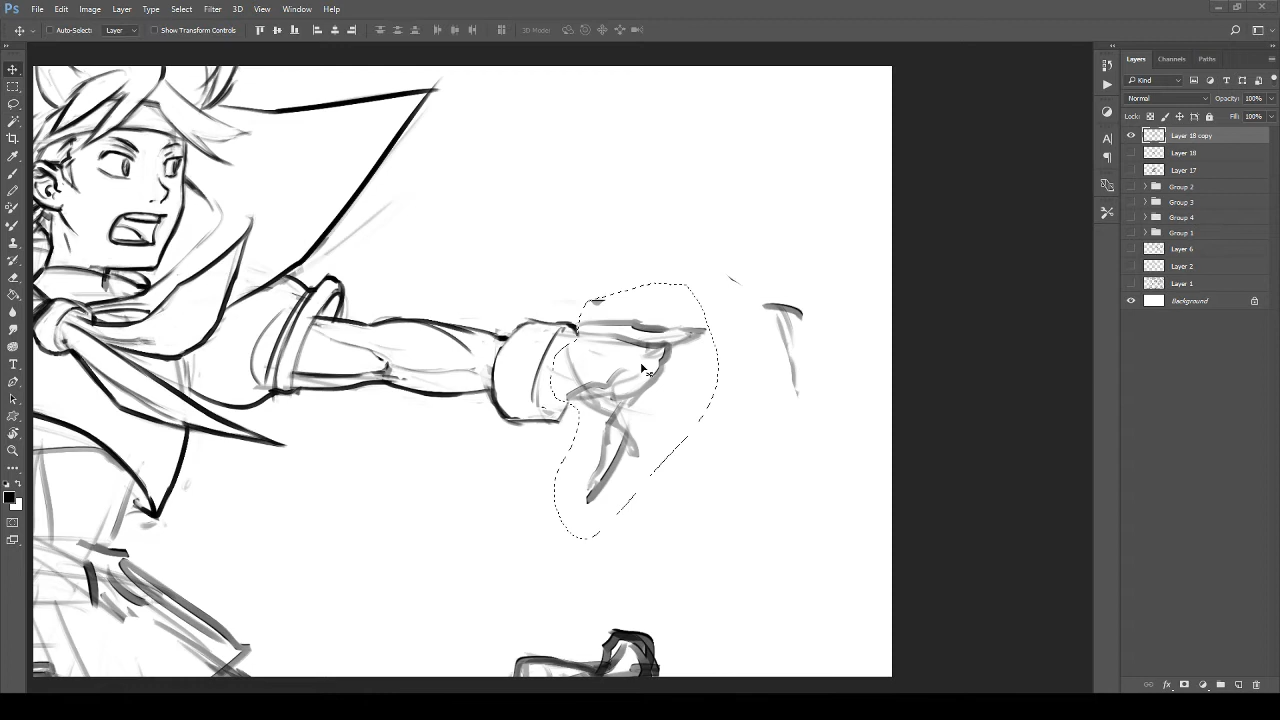 Ps File Edit Image Layer Type Select Filter 3D View Window Help
Auto-Select: Layer Show Transform Controls 3D Mode:
Layers Channels Paths
Kind
Normal Opacity: 100%
Lock: Fill: 100%
Layer 18 copy
Layer 18
Layer 17
Group 2
Group 3
Group 4
Group 1
Layer 6
Layer 2
Layer 1
Background